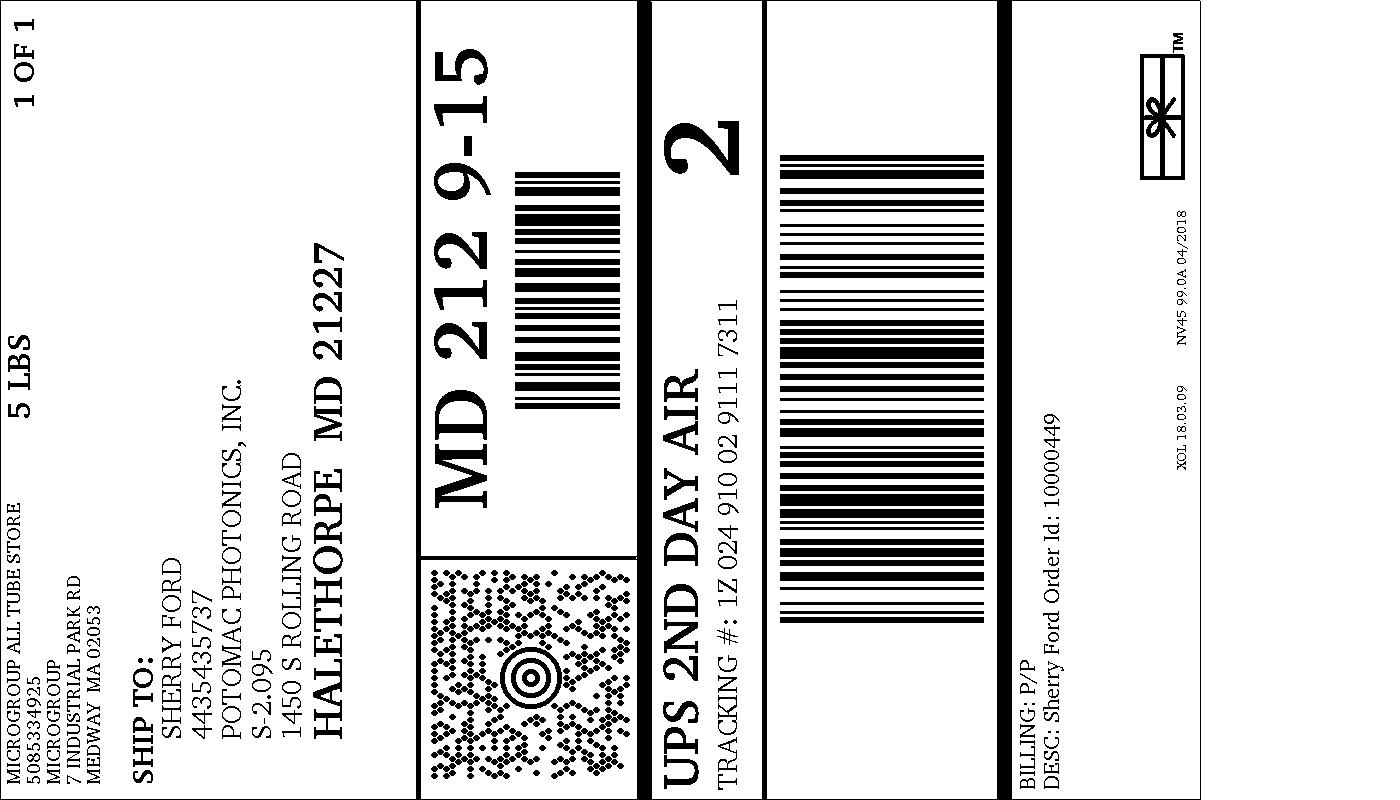 MICROGROUP ALL TUBE STORE
5085334925
MICROGROUP
7 INDUSTRIAL PARK RD
MEDWAY MA 02053
5 LBS
1 OF 1
SHIP TO:
SHERRY FORD
4435435737
POTOMAC PHOTONICS, INC.
S-2.095
1450 S ROLLING ROAD
HALETHORPE MD 21227
MD 212 9-15
UPS 2ND DAY AIR
TRACKING #: 1Z 024 910 02 9111 7311
2
BILLING: P/P
DESC: Sherry Ford Order Id: 10000449
XOL 18.03.09
NV45 99.0A 04/2018
TM